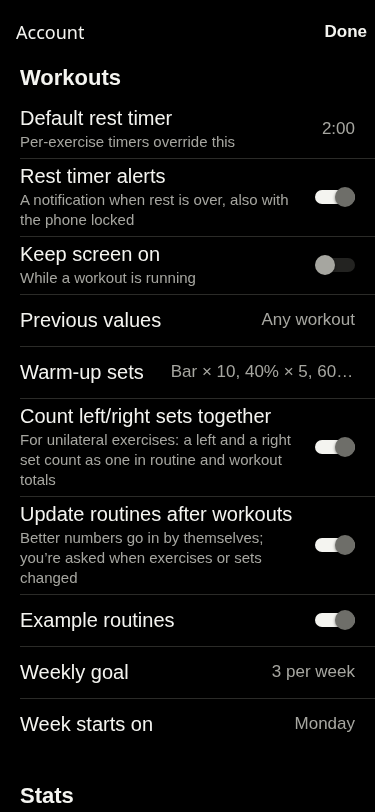 Account
Done
Workouts
Default rest timer
Per-exercise timers override this
2:00
Rest timer alerts
A notification when rest is over, also with
the phone locked
Keep screen on
While a workout is running
Previous values
Any workout
Warm-up sets
Bar × 10, 40% × 5, 60…
Count left/right sets together
For unilateral exercises: a left and a right
set count as one in routine and workout
totals
Update routines after workouts
Better numbers go in by themselves;
you’re asked when exercises or sets
changed
Example routines
Weekly goal
3 per week
Week starts on
Monday
Stats